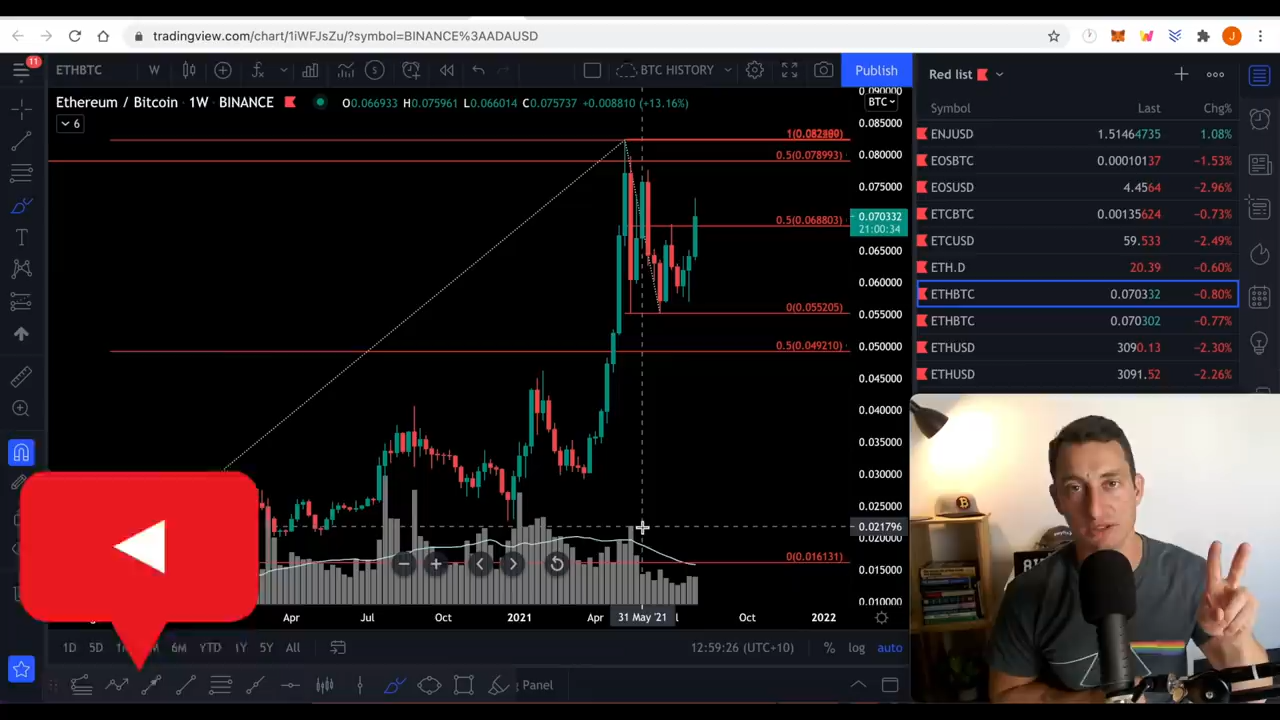 tradingview.com/chart/1iWFJsZu/?symbol=BINANCE%3AADAUSD
J
11
ETHBTC
W
BTC HISTORY
Publish
Red list
Ethereum / Bitcoin · 1W · BINANCE
O0.066933 H0.075961 L0.066014 C0.075737 +0.008810 (+13.16%)
BTC
6
Symbol Last Chg%
ENJUSD 1.51464735 1.08%
EOSBTC 0.00010137 −1.53%
EOSUSD 4.4564 −2.96%
ETCBTC 0.00135624 −0.73%
ETCUSD 59.533 −2.49%
ETH.D 20.39 −0.60%
ETHBTC 0.070332 −0.80%
ETHBTC 0.070302 −0.77%
ETHUSD 3090.13 −2.30%
ETHUSD 3091.52 −2.26%
0.5(0.078993)
0.5(0.068803)
0(0.055205)
0.5(0.049210)
0(0.016131)
0.090000
0.085000
0.080000
0.075000
0.070332
21:00:34
0.065000
0.060000
0.055000
0.050000
0.045000
0.040000
0.035000
0.030000
0.025000
0.021796
0.020000
0.015000
0.010000
Apr Jul Oct 2021 Apr 31 May '21 Oct 2022
1D 5D 6M YTD 1Y 5Y All
12:59:26 (UTC+10) % log auto
Panel